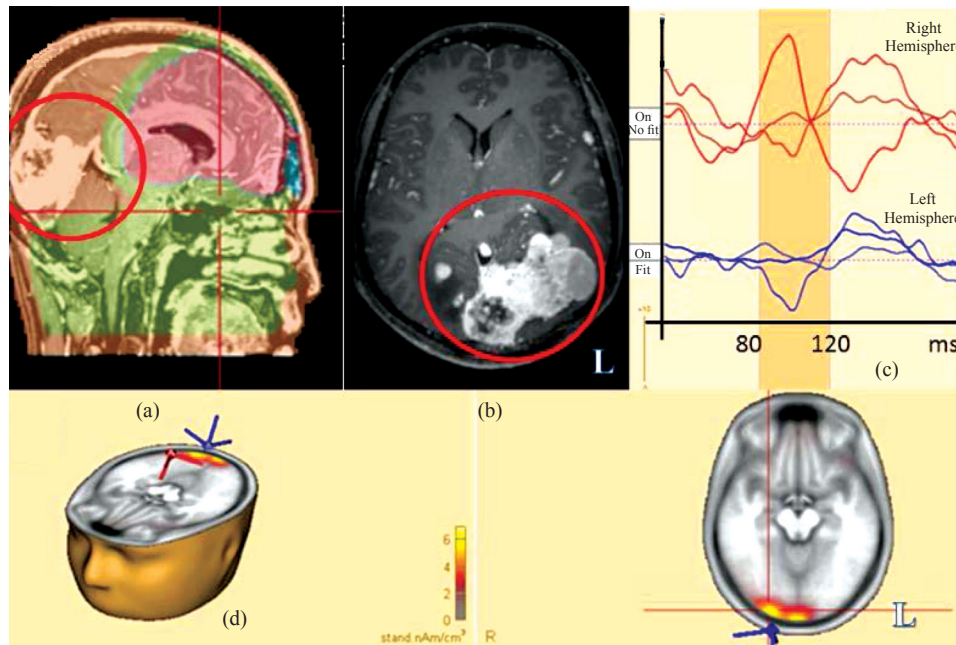 Right
Hemisphere
On
No fit
Left
Hemisphere
On
Fit
80
120
ms
L
(c)
(a)
(b)
6
4
2
0
stand.nAm/cm³
R
(d)
L